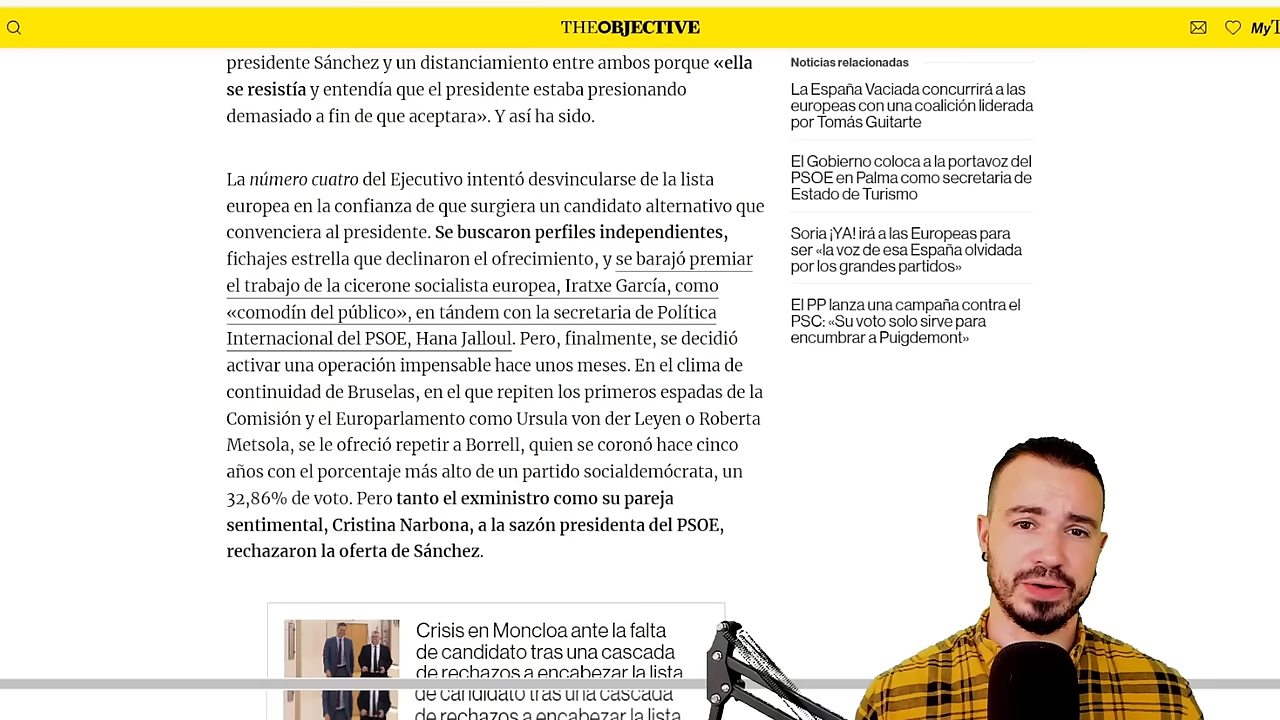 THE OBJECTIVE
My
presidente Sánchez y un distanciamiento entre ambos porque «ella
se resistía y entendía que el presidente estaba presionando
demasiado a fin de que aceptara». Y así ha sido.
La número cuatro del Ejecutivo intentó desvincularse de la lista
europea en la confianza de que surgiera un candidato alternativo que
convenciera al presidente. Se buscaron perfiles independientes,
fichajes estrella que declinaron el ofrecimiento, y se barajó premiar
el trabajo de la cicerone socialista europea, Iratxe García, como
«comodín del público», en tándem con la secretaria de Política
Internacional del PSOE, Hana Jalloul. Pero, finalmente, se decidió
activar una operación impensable hace unos meses. En el clima de
continuidad de Bruselas, en el que repiten los primeros espadas de la
Comisión y el Europarlamento como Ursula von der Leyen o Roberta
Metsola, se le ofreció repetir a Borrell, quien se coronó hace cinco
años con el porcentaje más alto de un partido socialdemócrata, un
32,86% de voto. Pero tanto el exministro como su pareja
sentimental, Cristina Narbona, a la sazón presidenta del PSOE,
rechazaron la oferta de Sánchez.
Crisis en Moncloa ante la falta
de candidato tras una cascada
de rechazos a encabezar la lista
de candidato tras una cascada
de rechazos a encabezar la lista
Noticias relacionadas
La España Vaciada concurrirá a las
europeas con una coalición liderada
por Tomás Guitarte
El Gobierno coloca a la portavoz del
PSOE en Palma como secretaria de
Estado de Turismo
Soria ¡YA! irá a las Europeas para
ser «la voz de esa España olvidada
por los grandes partidos»
El PP lanza una campaña contra el
PSC: «Su voto solo sirve para
encumbrar a Puigdemont»